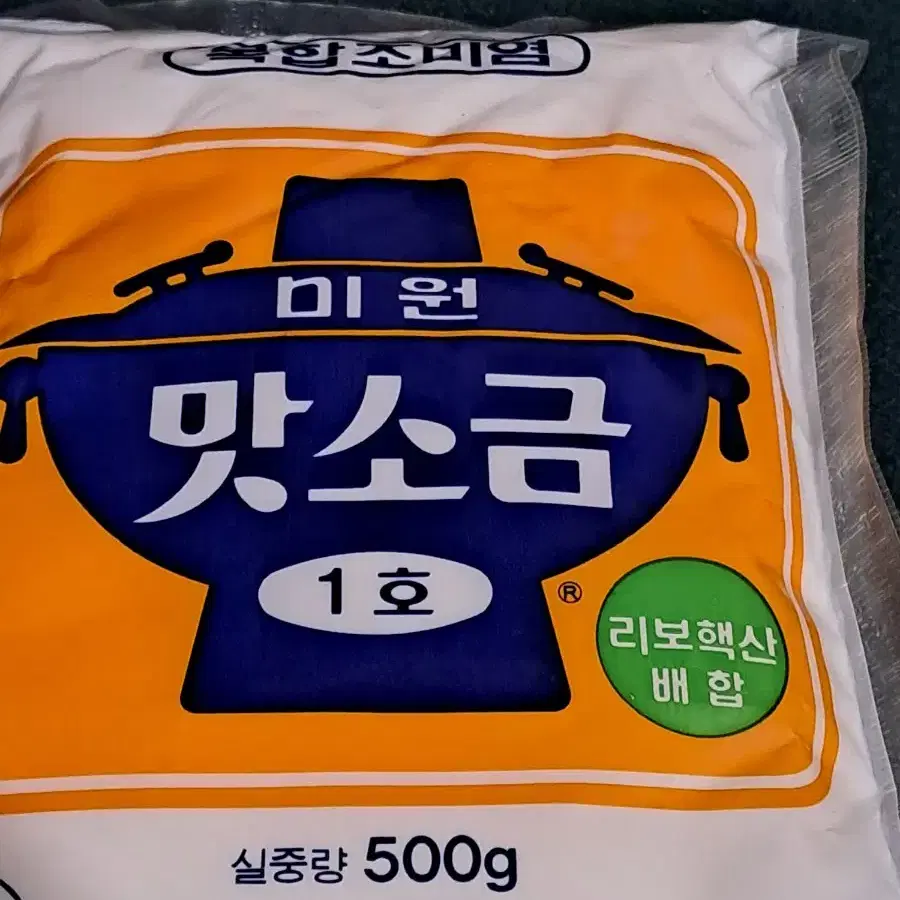 복합조미염
미원
맛소금
1호
®
리보핵산
배합
실중량 500g